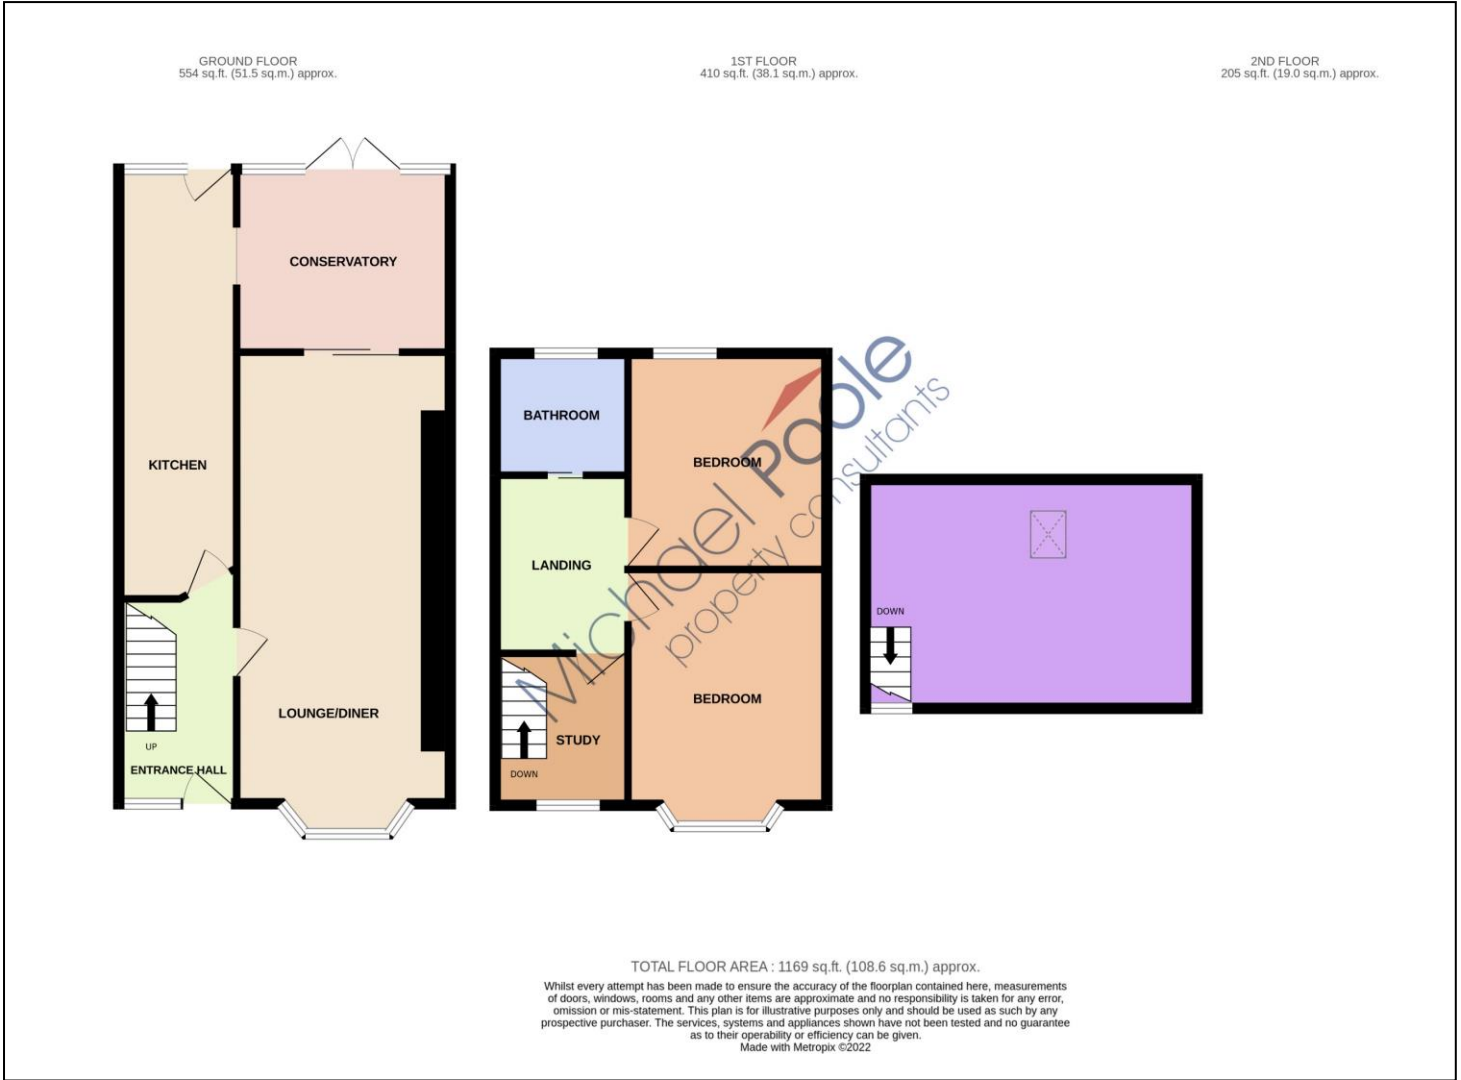 GROUND FLOOR
554 sq.ft. (51.5 sq.m.) approx.
1ST FLOOR
410 sq.ft. (38.1 sq.m.) approx.
2ND FLOOR
205 sq.ft. (19.0 sq.m.) approx.
CONSERVATORY
KITCHEN
LOUNGE/DINER
UP
ENTRANCE HALL
BATHROOM
BEDROOM
LANDING
BEDROOM
STUDY
DOWN
DOWN
Michael Poole
property consultants
TOTAL FLOOR AREA : 1169 sq.ft. (108.6 sq.m.) approx.
Whilst every attempt has been made to ensure the accuracy of the floorplan contained here, measurements
of doors, windows, rooms and any other items are approximate and no responsibility is taken for any error,
omission or mis-statement. This plan is for illustrative purposes only and should be used as such by any
prospective purchaser. The services, systems and appliances shown have not been tested and no guarantee
as to their operability or efficiency can be given.
Made with Metropix ©2022